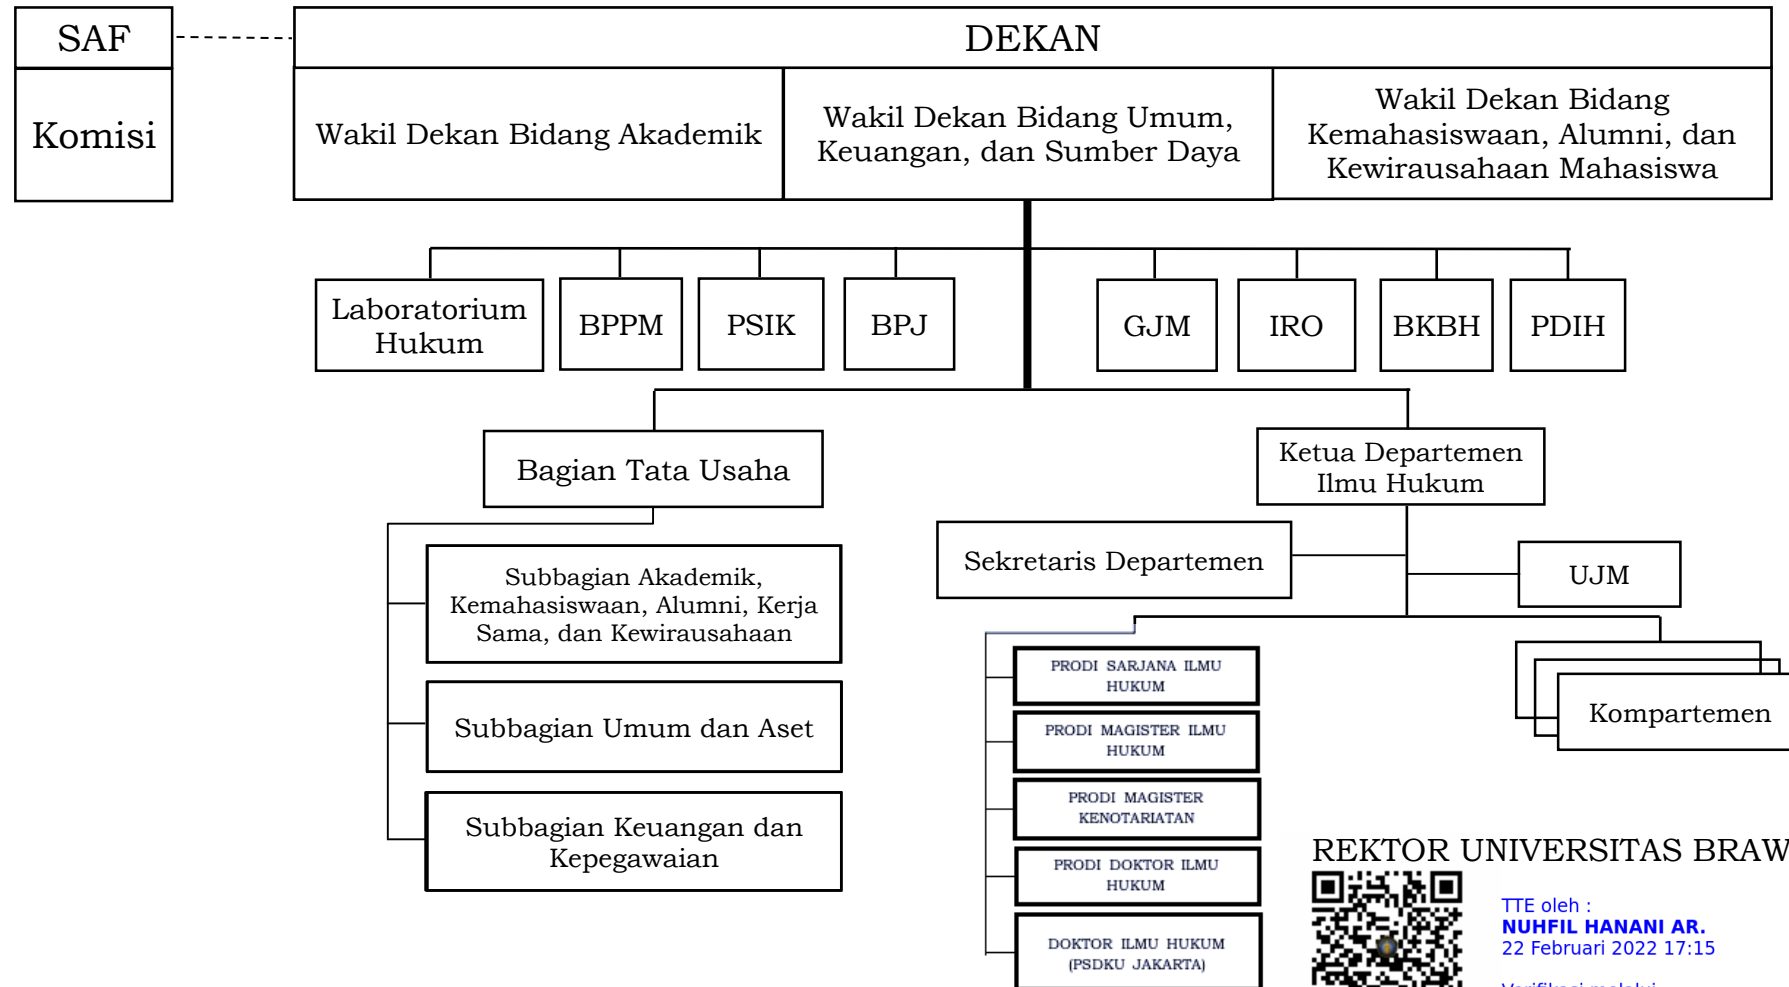 SAF
DEKAN
Komisi
Wakil Dekan Bidang Akademik
Wakil Dekan Bidang Umum,
Keuangan, dan Sumber Daya
Wakil Dekan Bidang
Kemahasiswaan, Alumni, dan
Kewirausahaan Mahasiswa
Laboratorium
Hukum
BPPM
PSIK
BPJ
GJM
IRO
BKBH
PDIH
Bagian Tata Usaha
Ketua Departemen
Ilmu Hukum
Sekretaris Departemen
UJM
Subbagian Akademik,
Kemahasiswaan, Alumni, Kerja
Sama, dan Kewirausahaan
Subbagian Umum dan Aset
Subbagian Keuangan dan
Kepegawaian
PRODI SARJANA ILMU
HUKUM
PRODI MAGISTER ILMU
HUKUM
PRODI MAGISTER
KENOTARIATAN
PRODI DOKTOR ILMU
HUKUM
DOKTOR ILMU HUKUM
(PSDKU JAKARTA)
Kompartemen
REKTOR UNIVERSITAS BRAW
TTE oleh :
NUHFIL HANANI AR.
22 Februari 2022 17:15